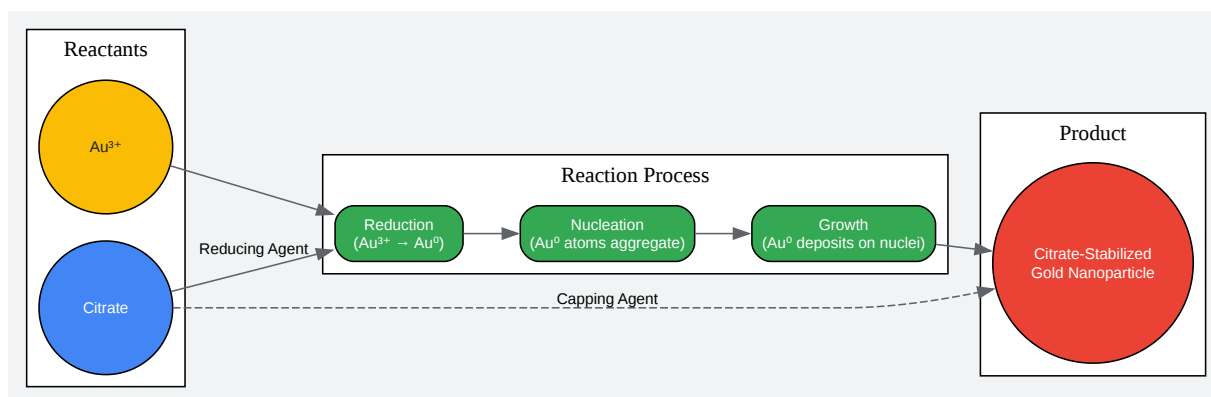 Reactants
Au³⁺
Citrate
Reducing Agent
Reaction Process
Reduction
(Au³⁺ → Au⁰)
Nucleation
(Au⁰ atoms aggregate)
Growth
(Au⁰ deposits on nuclei)
Capping Agent
Product
Citrate-Stabilized
Gold Nanoparticle